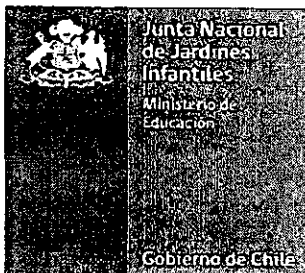 Junta Nacional
de Jardines
Infantiles
Ministerio de
Educación
Gobierno de Chile